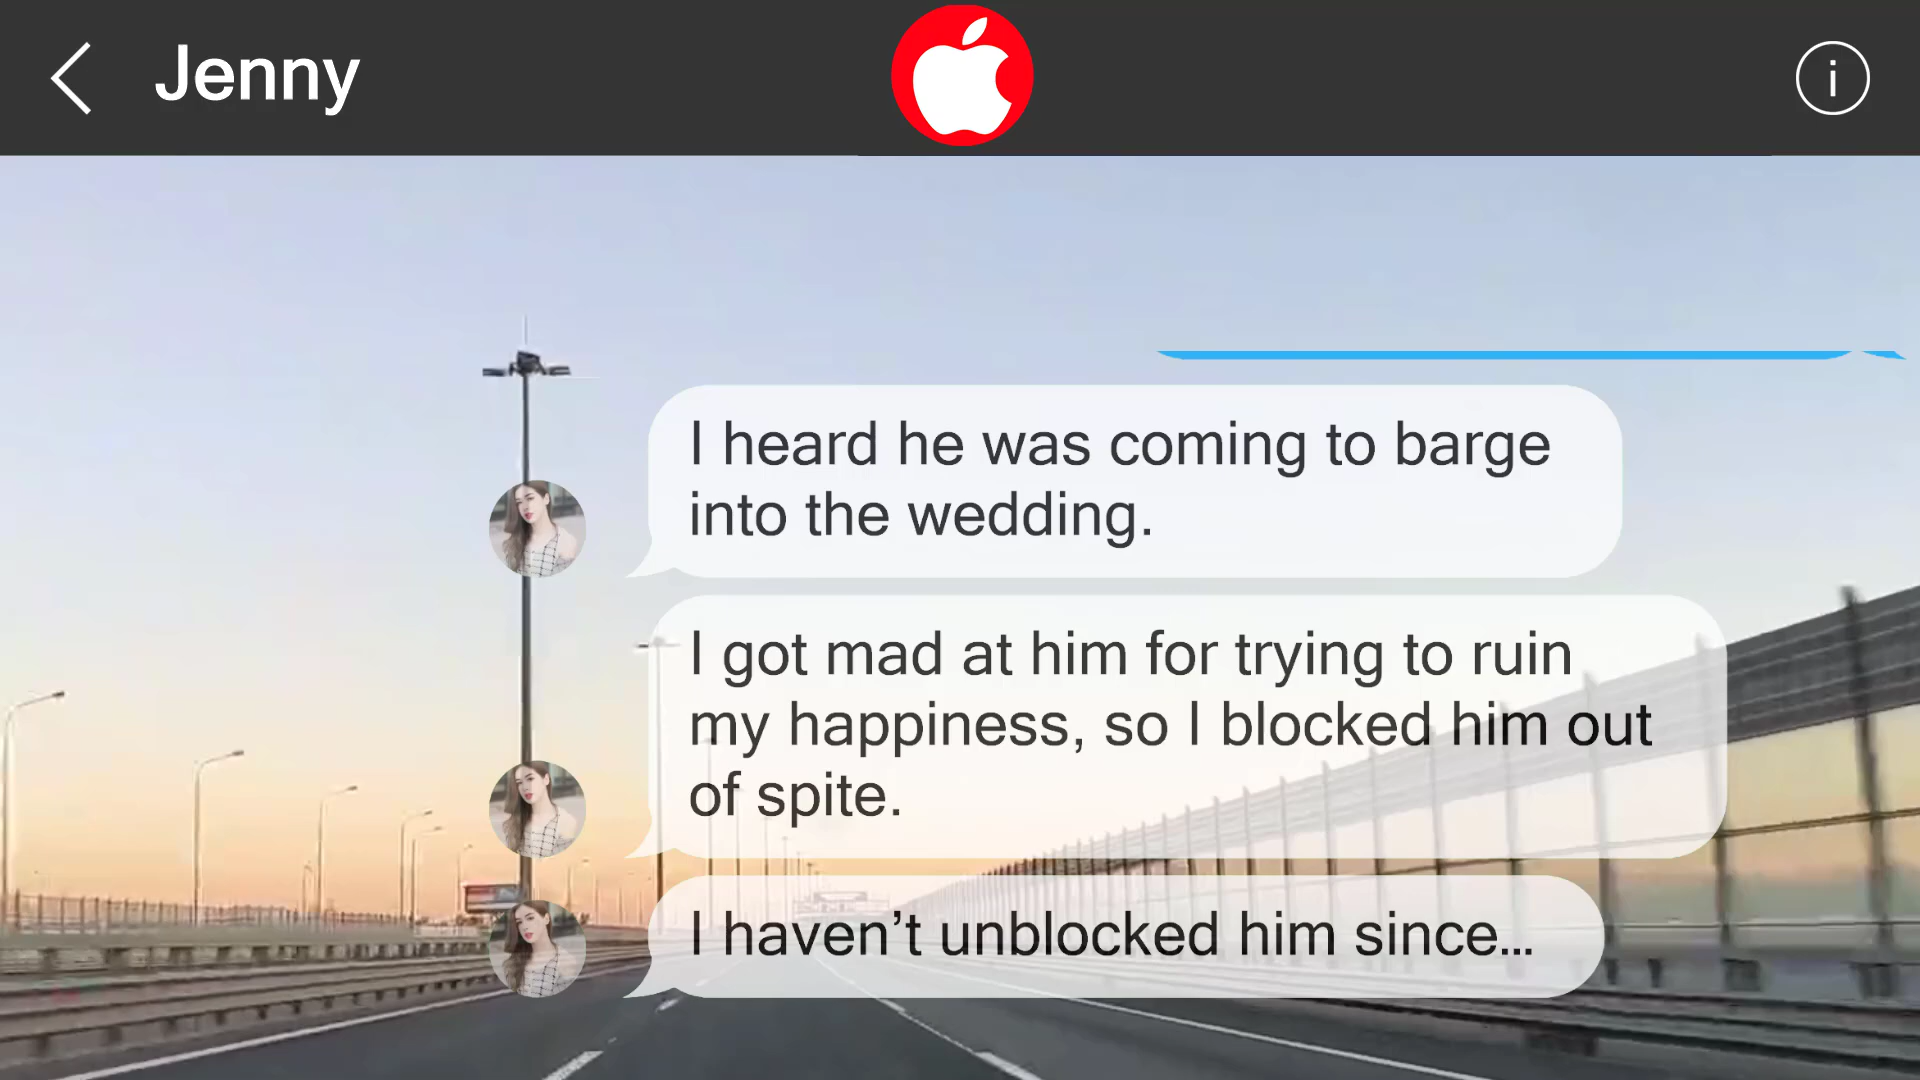 Jenny
i
I heard he was coming to barge
into the wedding.
I got mad at him for trying to ruin
my happiness, so I blocked him out
of spite.
I haven’t unblocked him since...